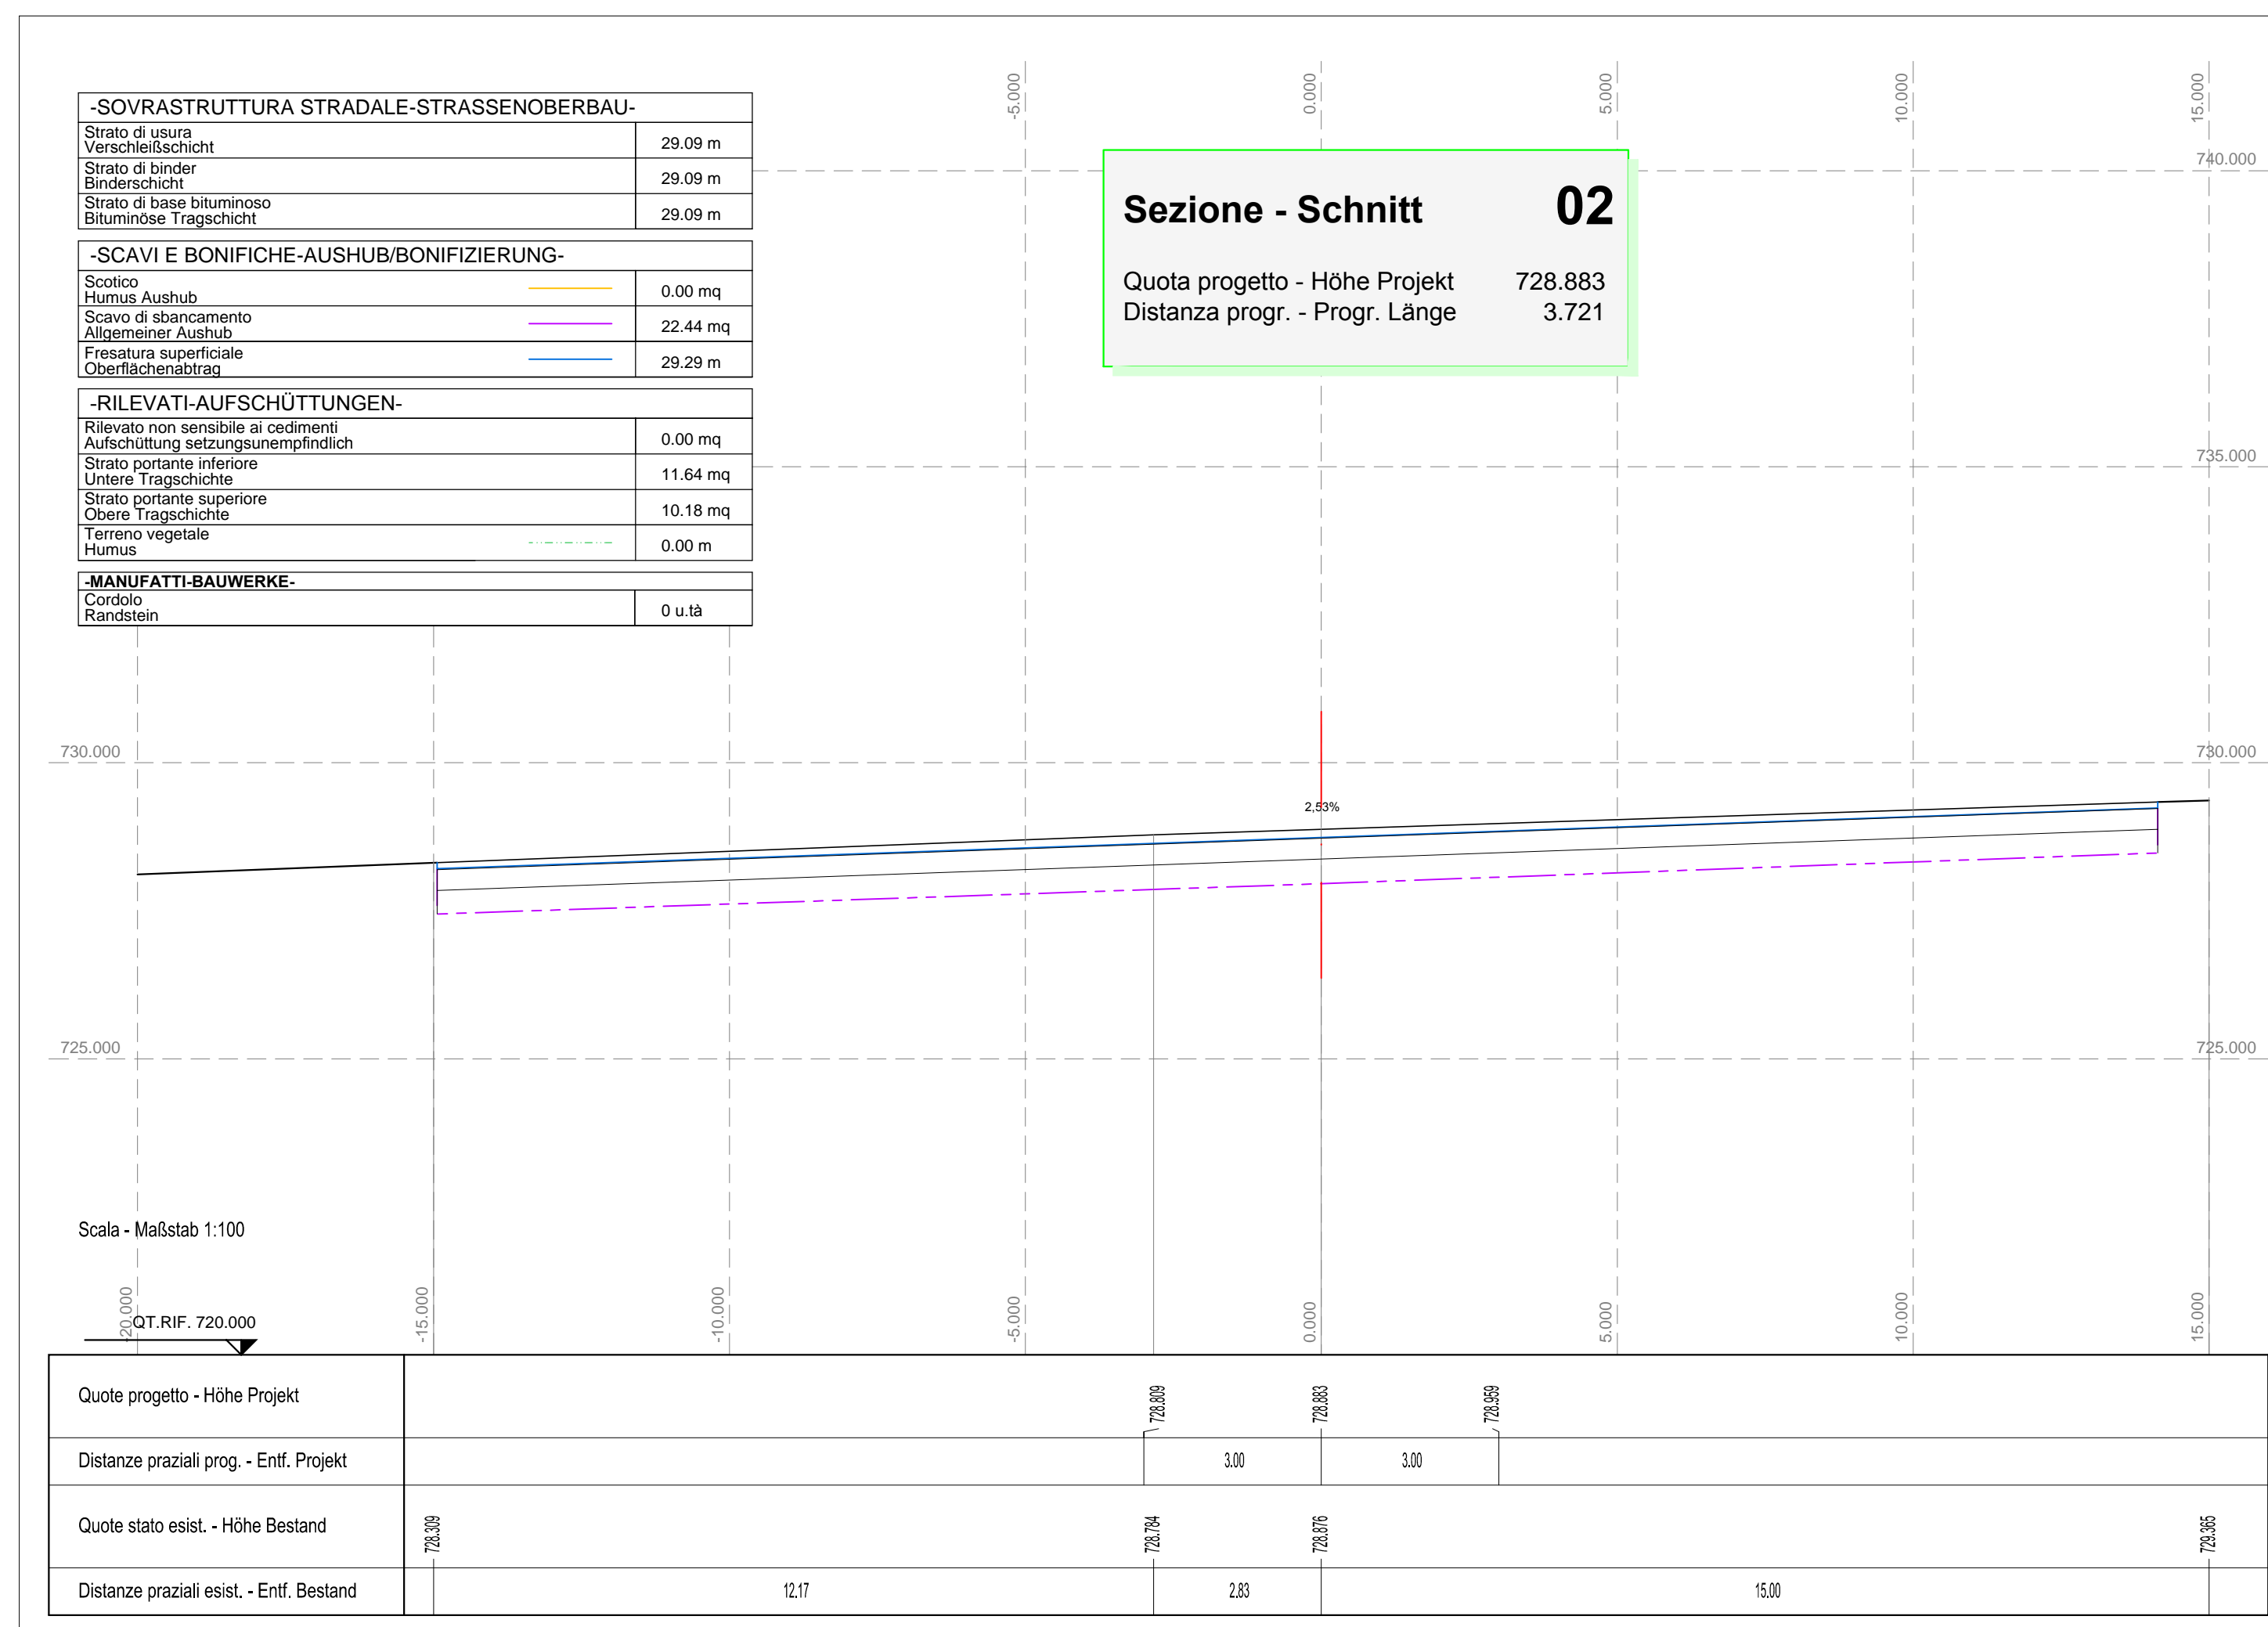 -5.000
0.000
5.000
10.000
15.000
-SOVRASTRUTTURA STRADALE-STRASSENOBERBAU-
Strato di usura
Verschleißschicht
29.09 m
Strato di binder
Binderschicht
29.09 m
Strato di base bituminoso
Bituminöse Tragschicht
29.09 m
-SCAVI E BONIFICHE-AUSHUB/BONIFIZIERUNG-
Scotico
Humus Aushub
0.00 mq
Scavo di sbancamento
Allgemeiner Aushub
22.44 mq
Fresatura superficiale
Oberflächenabtrag
29.29 m
-RILEVATI-AUFSCHÜTTUNGEN-
Rilevato non sensibile ai cedimenti
Aufschüttung setzungsunempfindlich
0.00 mq
Strato portante inferiore
Untere Tragschichte
11.64 mq
Strato portante superiore
Obere Tragschichte
10.18 mq
Terreno vegetale
Humus
0.00 m
-MANUFATTI-BAUWERKE-
Cordolo
Randstein
0 u.tà
Sezione - Schnitt 02
Quota progetto - Höhe Projekt 728.883
Distanza progr. - Progr. Länge 3.721
740.000
735.000
730.000
730.000
2,53%
725.000
725.000
Scala - Maßstab 1:100
QT.RIF. 720.000
-20.000
-15.000
-10.000
-5.000
0.000
5.000
10.000
15.000
Quote progetto - Höhe Projekt
728.809
728.883
728.959
Distanze praziali prog. - Entf. Projekt
3.00
3.00
Quote stato esist. - Höhe Bestand
728.309
728.784
728.876
729.365
Distanze praziali esist. - Entf. Bestand
12.17
2.83
15.00